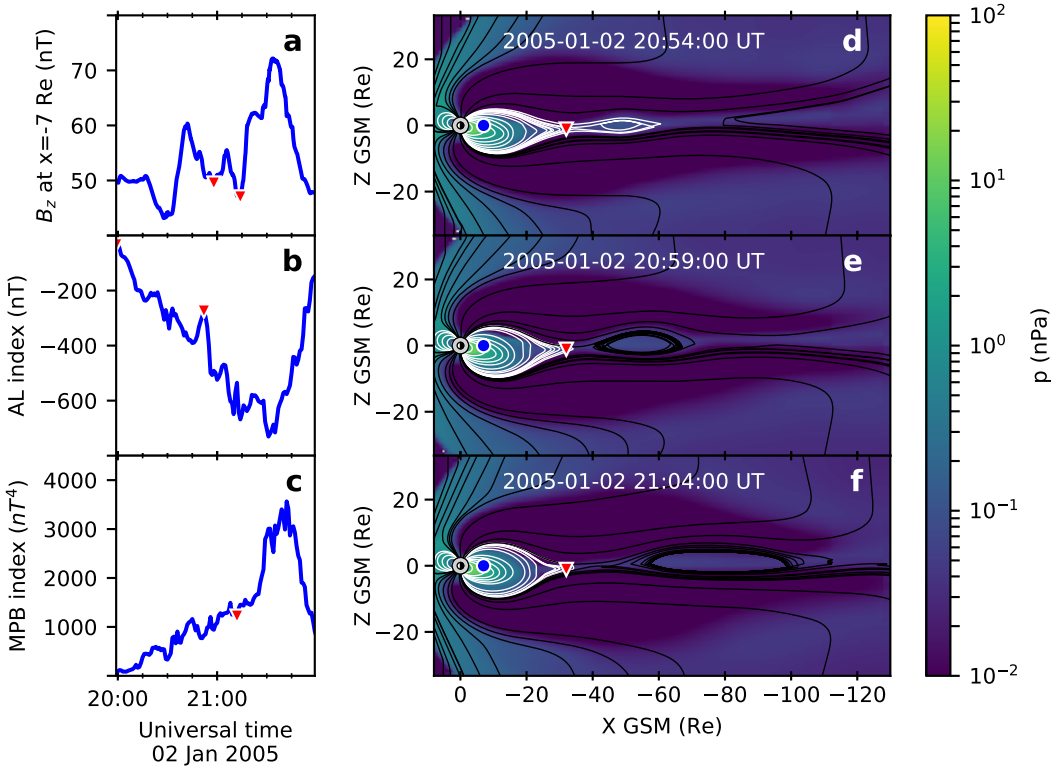 a
B_z at x=-7 Re (nT)
70
60
50
40
b
AL index (nT)
−200
−400
−600
c
MPB index (nT^4)
4000
3000
2000
1000
20:00 21:00
Universal time
02 Jan 2005
2005-01-02 20:54:00 UT d
Z GSM (Re)
20
0
−20
2005-01-02 20:59:00 UT e
Z GSM (Re)
20
0
−20
2005-01-02 21:04:00 UT f
Z GSM (Re)
20
0
−20
0 −20 −40 −60 −80 −100 −120
X GSM (Re)
10^2
10^1
10^0
10^−1
10^−2
p (nPa)